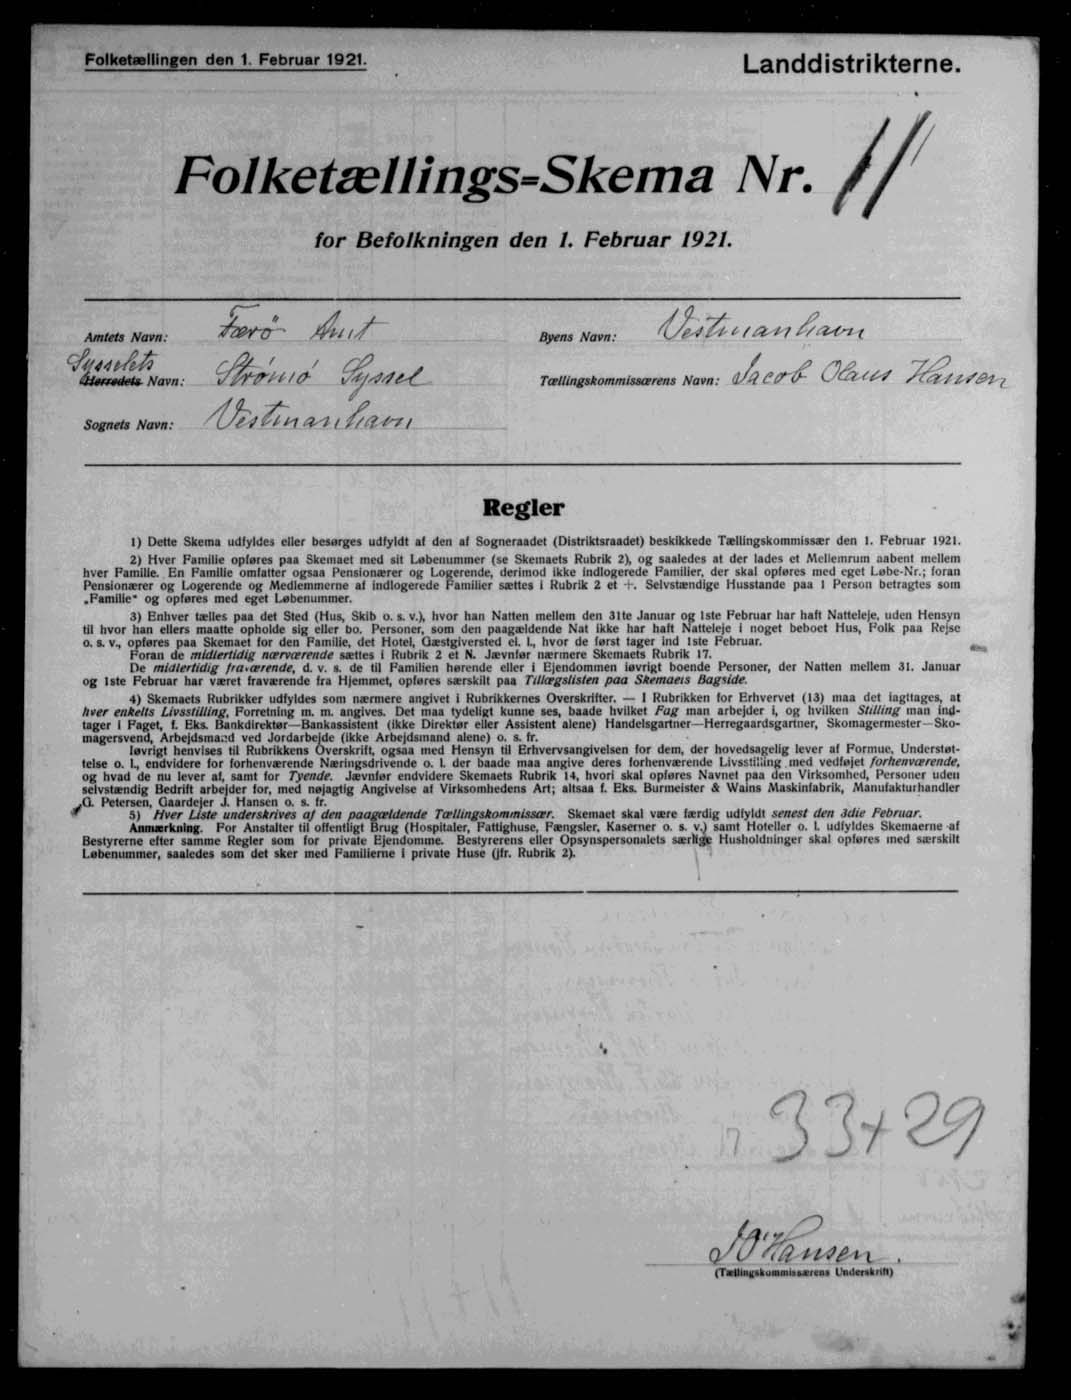 Folketællingen den 1. Februar 1921.
Landdistrikterne.
Folketællings=Skema Nr. 11
for Befolkningen den 1. Februar 1921.
Amtets Navn: Færö Amt
Byens Navn: Vestmanhavn
Sysselets
Herredets Navn: Strömø Syssel
Tællingskommissærens Navn: Jacob Olaus Hansen
Sognets Navn: Vestmanhavn
Regler
1) Dette Skema udfyldes eller besørges udfyldt af den af Sogneraadet (Distriktsraadet) beskikkede Tællingskommissær den 1. Februar 1921.
2) Hver Familie opføres paa Skemaet med sit Løbenummer (se Skemaets Rubrik 2), og saaledes at der lades et Mellemrum aabent mellem
hver Familie. En Familie omfatter ogsaa Pensionærer og Logerende, derimod ikke indlogerede Familier, der skal opføres med eget Løbe-Nr.; foran
Pensionærer og Logerende og Medlemmerne af indlogerede Familier sættes i Rubrik 2 et +. Selvstændige Husstande paa 1 Person betragtes som
„Familie" og opføres med eget Løbenummer.
3) Enhver tælles paa det Sted (Hus, Skib o. s. v.), hvor han Natten mellem den 31te Januar og 1ste Februar har haft Natteleje, uden Hensyn
til hvor han ellers maatte opholde sig eller bo. Personer, som den paagældende Nat ikke har haft Natteleje i noget beboet Hus, Folk paa Rejse
o. s. v., opføres paa Skemaet for den Familie, det Hotel, Gæstgiversted el. l., hvor de først tager ind 1ste Februar.
Foran de midlertidig nærværende sættes i Rubrik 2 et N. Jævnfør nærmere Skemaets Rubrik 17.
De midlertidig fraværende, d. v. s. de til Familien hørende eller i Ejendommen iøvrigt boende Personer, der Natten mellem 31. Januar
og 1ste Februar har været fraværende fra Hjemmet, opføres særskilt paa Tillægslisten paa Skemaets Bagside.
4) Skemaets Rubrikker udfyldes som nærmere angivet i Rubrikkernes Overskrifter. — I Rubrikken for Erhvervet (13) maa det iagttages, at
hver enkelts Livsstilling, Forretning m. m. angives. Det maa tydeligt kunne ses, baade hvilket Fag man arbejder i, og hvilken Stilling man ind-
tager i Faget, f. Eks. Bankdirektør—Bankassistent (ikke Direktør eller Assistent alene) Handelsgartner—Herregaardsgartner, Skomagermester—Sko-
magersvend, Arbejdsmand ved Jordarbejde (ikke Arbejdsmand alene) o. s. fr.
Iøvrigt henvises til Rubrikkens Overskrift, ogsaa med Hensyn til Erhvervsangivelsen for dem, der hovedsagelig lever af Formue, Understøt-
telse o. l., endvidere for forhenværende Næringsdrivende o. l. der baade maa angive deres forhenværende Livsstilling med vedføjet forhenværende,
og hvad de nu lever af, samt for Tyende. Jævnfør endvidere Skemaets Rubrik 14, hvori skal opføres Navnet paa den Virksomhed, Personer uden
selvstændig Bedrift arbejder for, med nøjagtig Angivelse af Virksomhedens Art; altsaa f. Eks. Burmeister & Wains Maskinfabrik, Manufakturhandler
G. Petersen, Gaardejer J. Hansen o. s. fr.
5) Hver Liste underskrives af den paagældende Tællingskommissær. Skemaet skal være færdig udfyldt senest den 3die Februar.
Anmærkning. For Anstalter til offentligt Brug (Hospitaler, Fattighuse, Fængsler, Kaserner o. s. v.) samt Hoteller o. l. udfyldes Skemaerne af
Bestyrerne efter samme Regler som for private Ejendomme. Bestyrerens eller Opsynspersonalets særlige Husholdninger skal opføres med særskilt
Løbenummer, saaledes som det sker med Familierne i private Huse (jfr. Rubrik 2).
33+29
J O Hansen.
(Tællingskommissærens Underskrift)